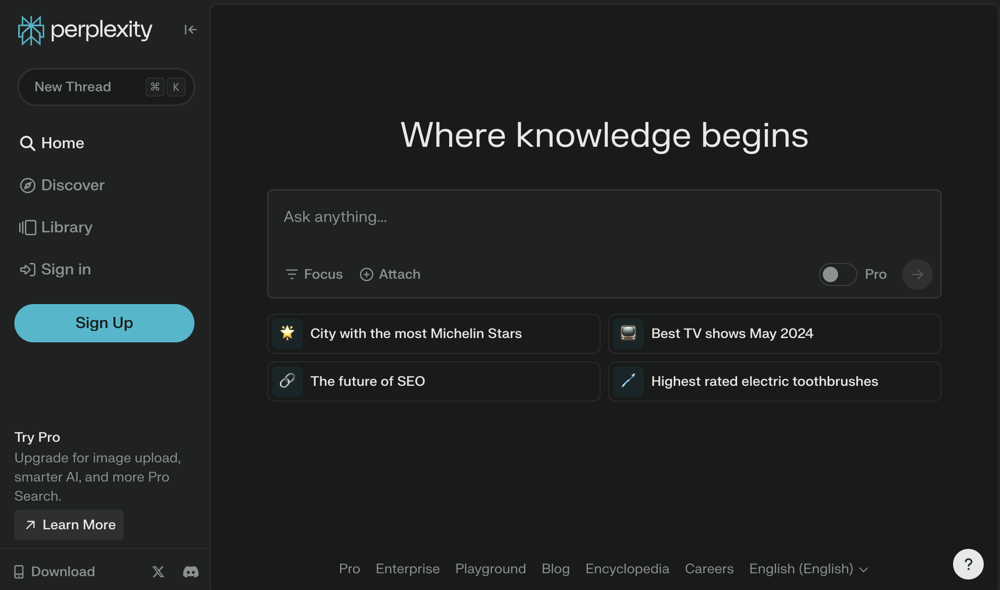 perplexity
New Thread ⌘ K
Home
Discover
Library
Sign in
Sign Up
Try Pro
Upgrade for image upload,
smarter AI, and more Pro
Search.
Learn More
Download
Where knowledge begins
Ask anything...
Focus Attach Pro
City with the most Michelin Stars
Best TV shows May 2024
The future of SEO
Highest rated electric toothbrushes
Pro Enterprise Playground Blog Encyclopedia Careers English (English)
?